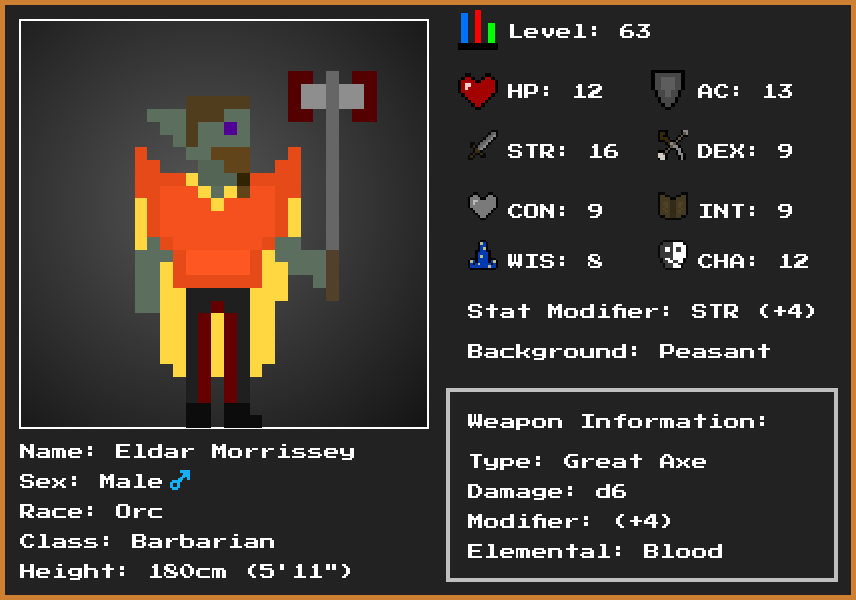 Level: 63
HP: 12 AC: 13
STR: 16 DEX: 9
CON: 9 INT: 9
WIS: 8 CHA: 12
Stat Modifier: STR (+4)
Background: Peasant
Weapon Information:
Type: Great Axe
Damage: d6
Modifier: (+4)
Elemental: Blood
Name: Eldar Morrissey
Sex: Male ♂
Race: Orc
Class: Barbarian
Height: 180cm (5'11")